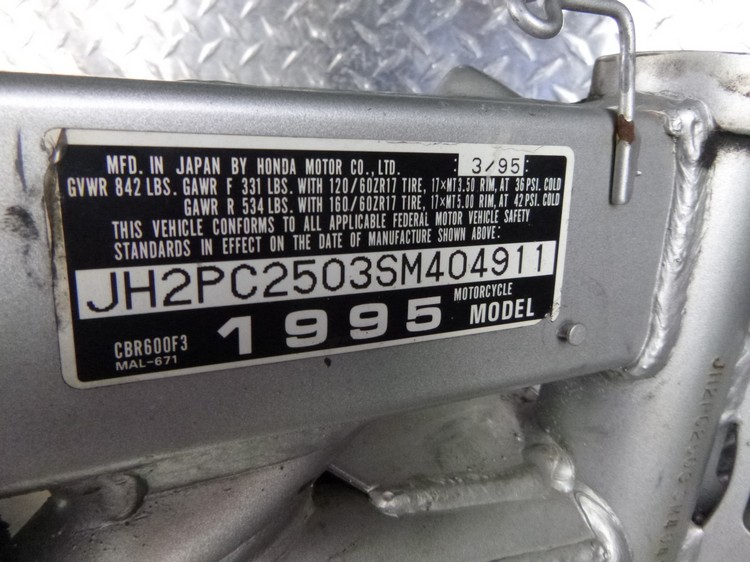 MFD. IN JAPAN BY HONDA MOTOR CO., LTD. 3/95
GVWR 842 LBS. GAWR F 331 LBS. WITH 120/60ZR17 TIRE, 17×MT3.50 RIM, AT 36 PSI. COLD
GAWR R 534 LBS. WITH 160/60ZR17 TIRE, 17×MT5.00 RIM, AT 42 PSI. COLD
THIS VEHICLE CONFORMS TO ALL APPLICABLE FEDERAL MOTOR VEHICLE SAFETY
STANDARDS IN EFFECT ON THE DATE OF MANUFACTURE SHOWN ABOVE:
JH2PC2503SM404911
CBR600F3
MAL-671
1995
MOTORCYCLE
MODEL